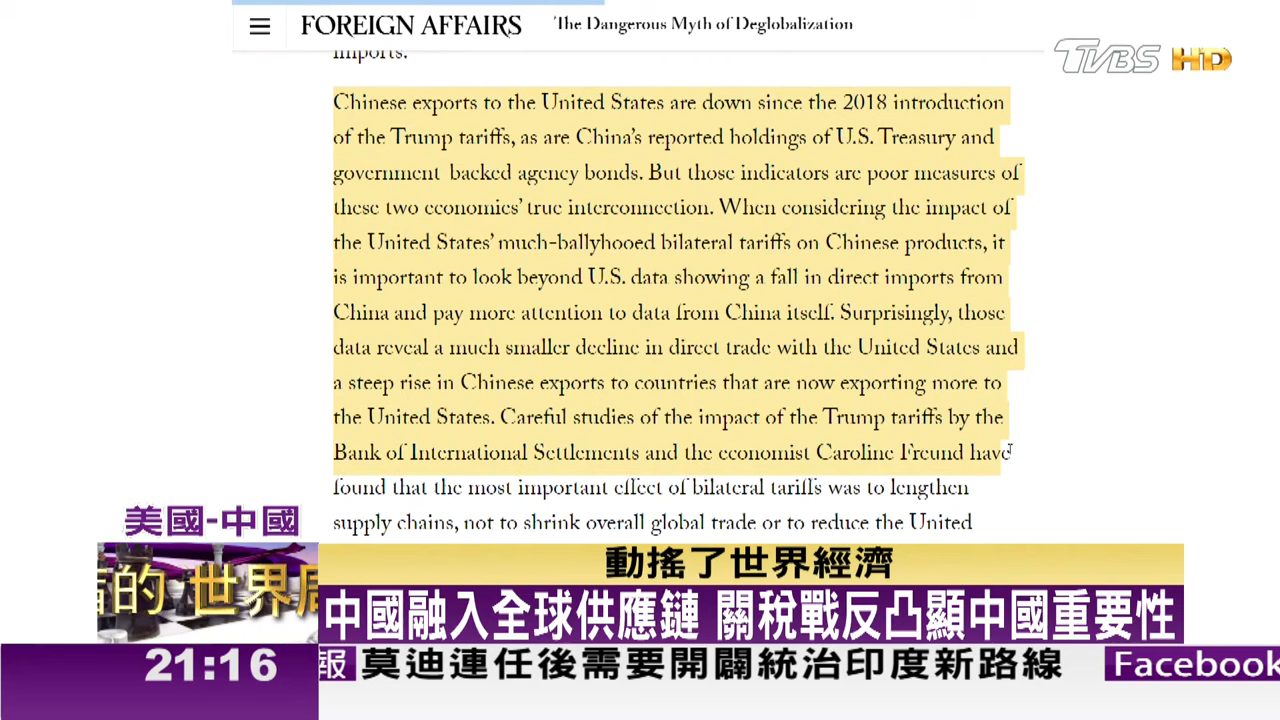 FOREIGN AFFAIRS The Dangerous Myth of Deglobalization
TVBS HD
imports.
Chinese exports to the United States are down since the 2018 introduction
of the Trump tariffs, as are China's reported holdings of U.S. Treasury and
government backed agency bonds. But those indicators are poor measures of
these two economies' true interconnection. When considering the impact of
the United States' much-ballyhooed bilateral tariffs on Chinese products, it
is important to look beyond U.S. data showing a fall in direct imports from
China and pay more attention to data from China itself. Surprisingly, those
data reveal a much smaller decline in direct trade with the United States and
a steep rise in Chinese exports to countries that are now exporting more to
the United States. Careful studies of the impact of the Trump tariffs by the
Bank of International Settlements and the economist Caroline Freund have
found that the most important effect of bilateral tariffs was to lengthen
supply chains, not to shrink overall global trade or to reduce the United
美國-中國
動搖了世界經濟
的 世界周
中國融入全球供應鏈 關稅戰反凸顯中國重要性
21:16
報 莫迪連任後需要開闢統治印度新路線 Facebook